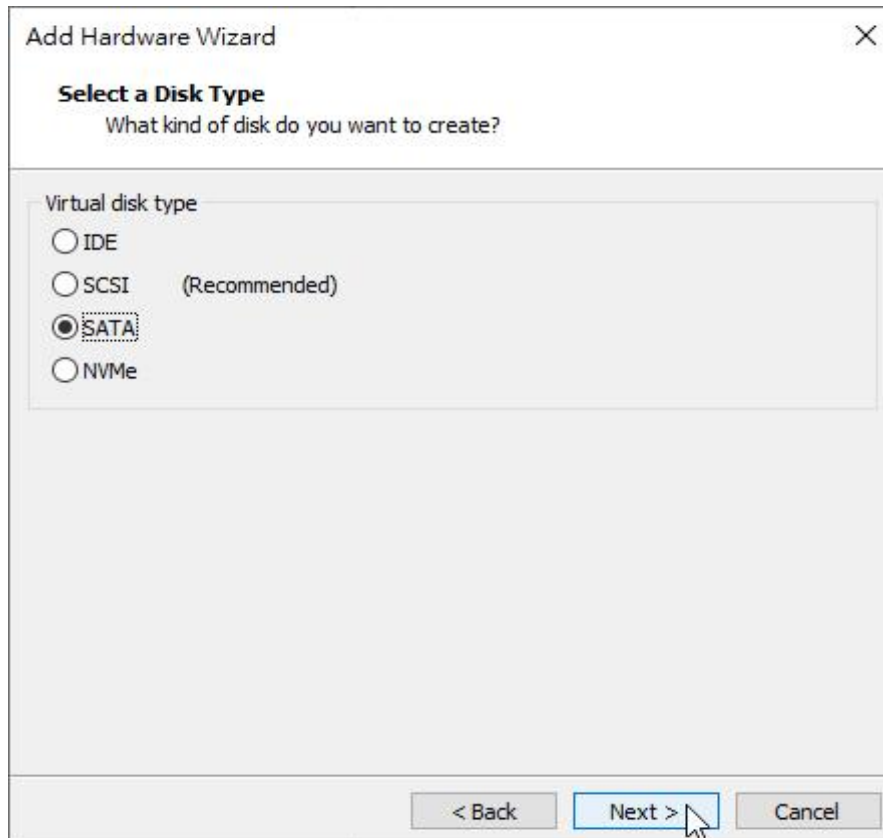 Add Hardware Wizard
Select a Disk Type
What kind of disk do you want to create?
Virtual disk type
IDE
SCSI (Recommended)
SATA
NVMe
< Back Next > Cancel